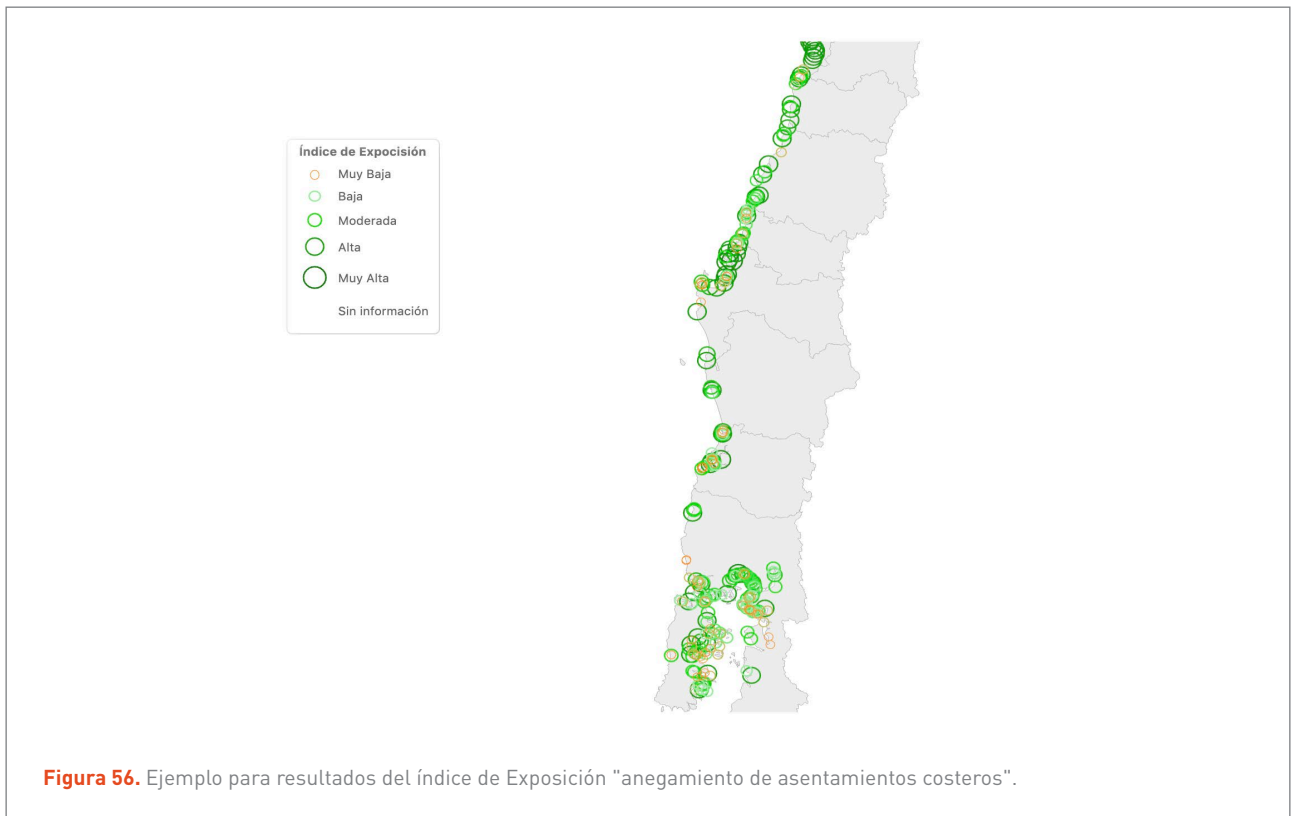 Índice de Expocisión
Muy Baja
Baja
Moderada
Alta
Muy Alta
Sin información
Figura 56. Ejemplo para resultados del índice de Exposición "anegamiento de asentamientos costeros".